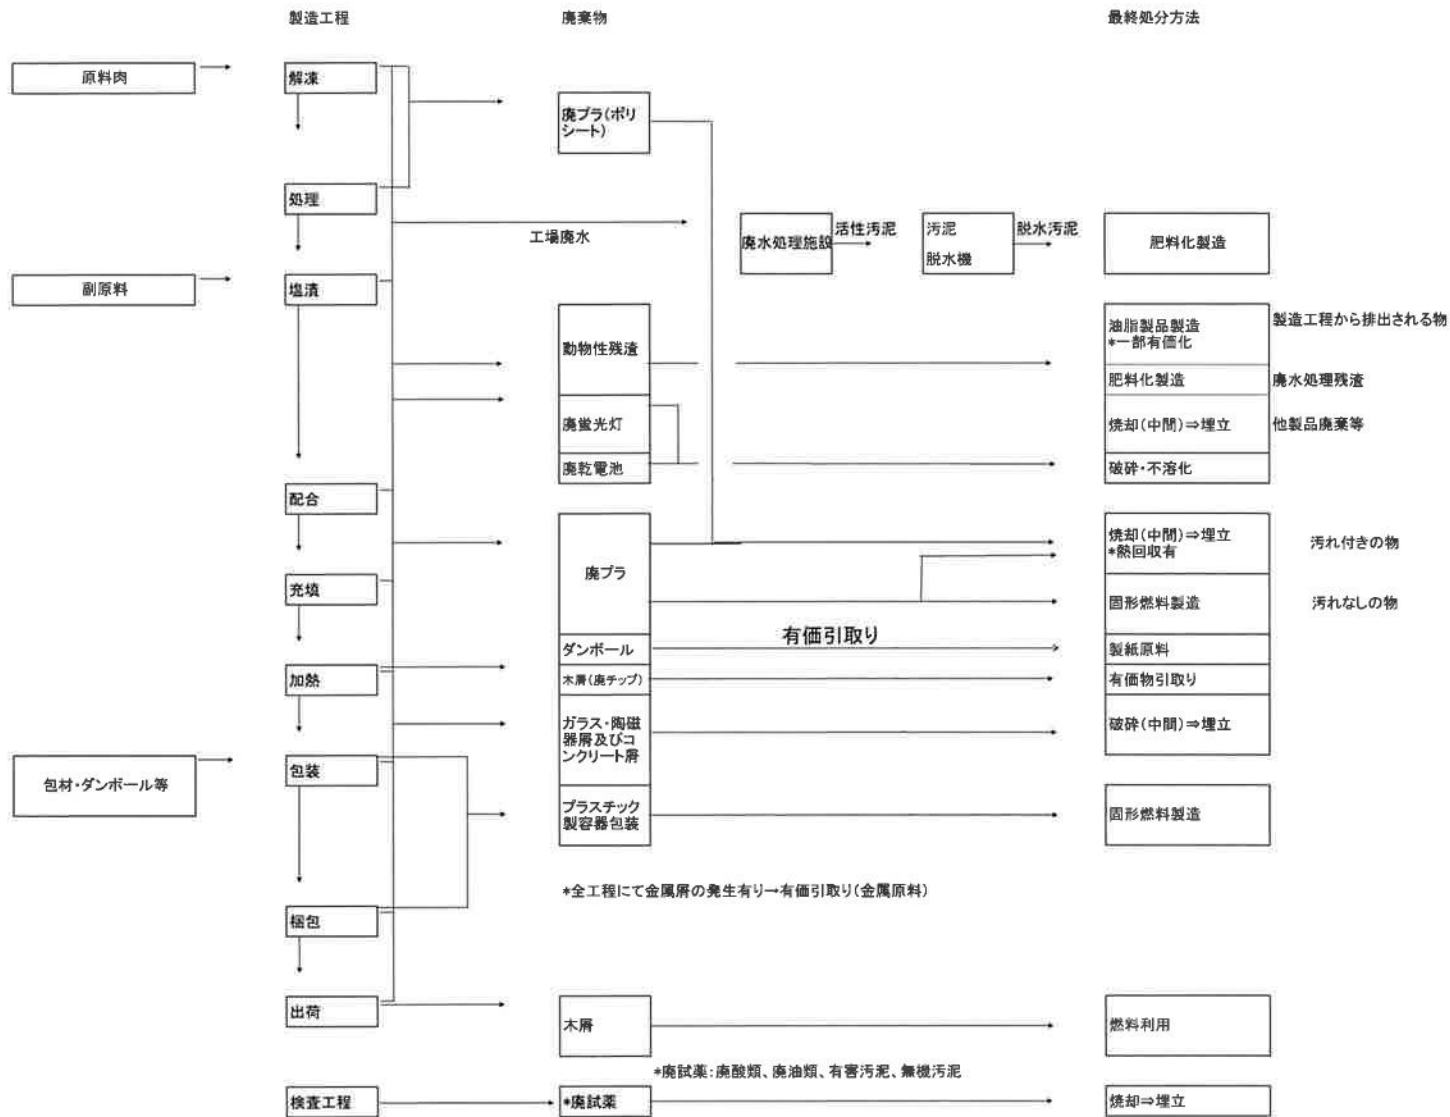 製造工程
廃棄物
最終処分方法
原料肉
解凍
廃プラ(ポリ
シート)
処理
工場廃水
廃水処理施設
活性汚泥
汚泥
脱水機
脱水汚泥
肥料化製造
副原料
塩漬
動物性残渣
油脂製品製造
*一部有価化
製造工程から排出される物
肥料化製造
廃水処理残渣
廃蛍光灯
焼却(中間)⇒埋立
他製品廃棄等
廃乾電池
破砕・不溶化
配合
廃プラ
焼却(中間)⇒埋立
*熱回収有
汚れ付きの物
充填
固形燃料製造
汚れなしの物
有価引取り
ダンボール
製紙原料
加熱
木屑(廃チップ)
有価物引取り
ガラス・陶磁
器屑及びコ
ンクリート屑
破砕(中間)⇒埋立
包材・ダンボール等
包装
プラスチック
製容器包装
固形燃料製造
*全工程にて金属屑の発生有り→有価引取り(金属原料)
梱包
出荷
木屑
燃料利用
*廃試薬:廃酸類、廃油類、有害汚泥、無機汚泥
検査工程
*廃試薬
焼却⇒埋立